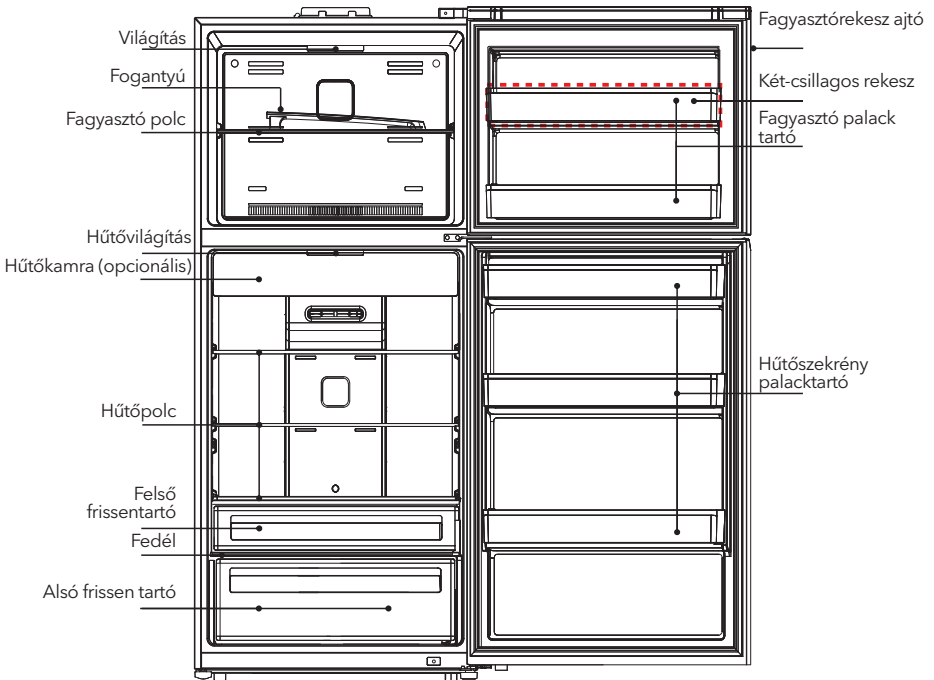 Világítás
Fogantyú
Fagyasztó polc
Hűtővilágítás
Hűtőkamra (opcionális)
Hűtőpolc
Felső
frissentartó
Fedél
Alsó frissen tartó
Fagyasztórekesz ajtó
Két-csillagos rekesz
Fagyasztó palack
tartó
Hűtőszekrény
palacktartó